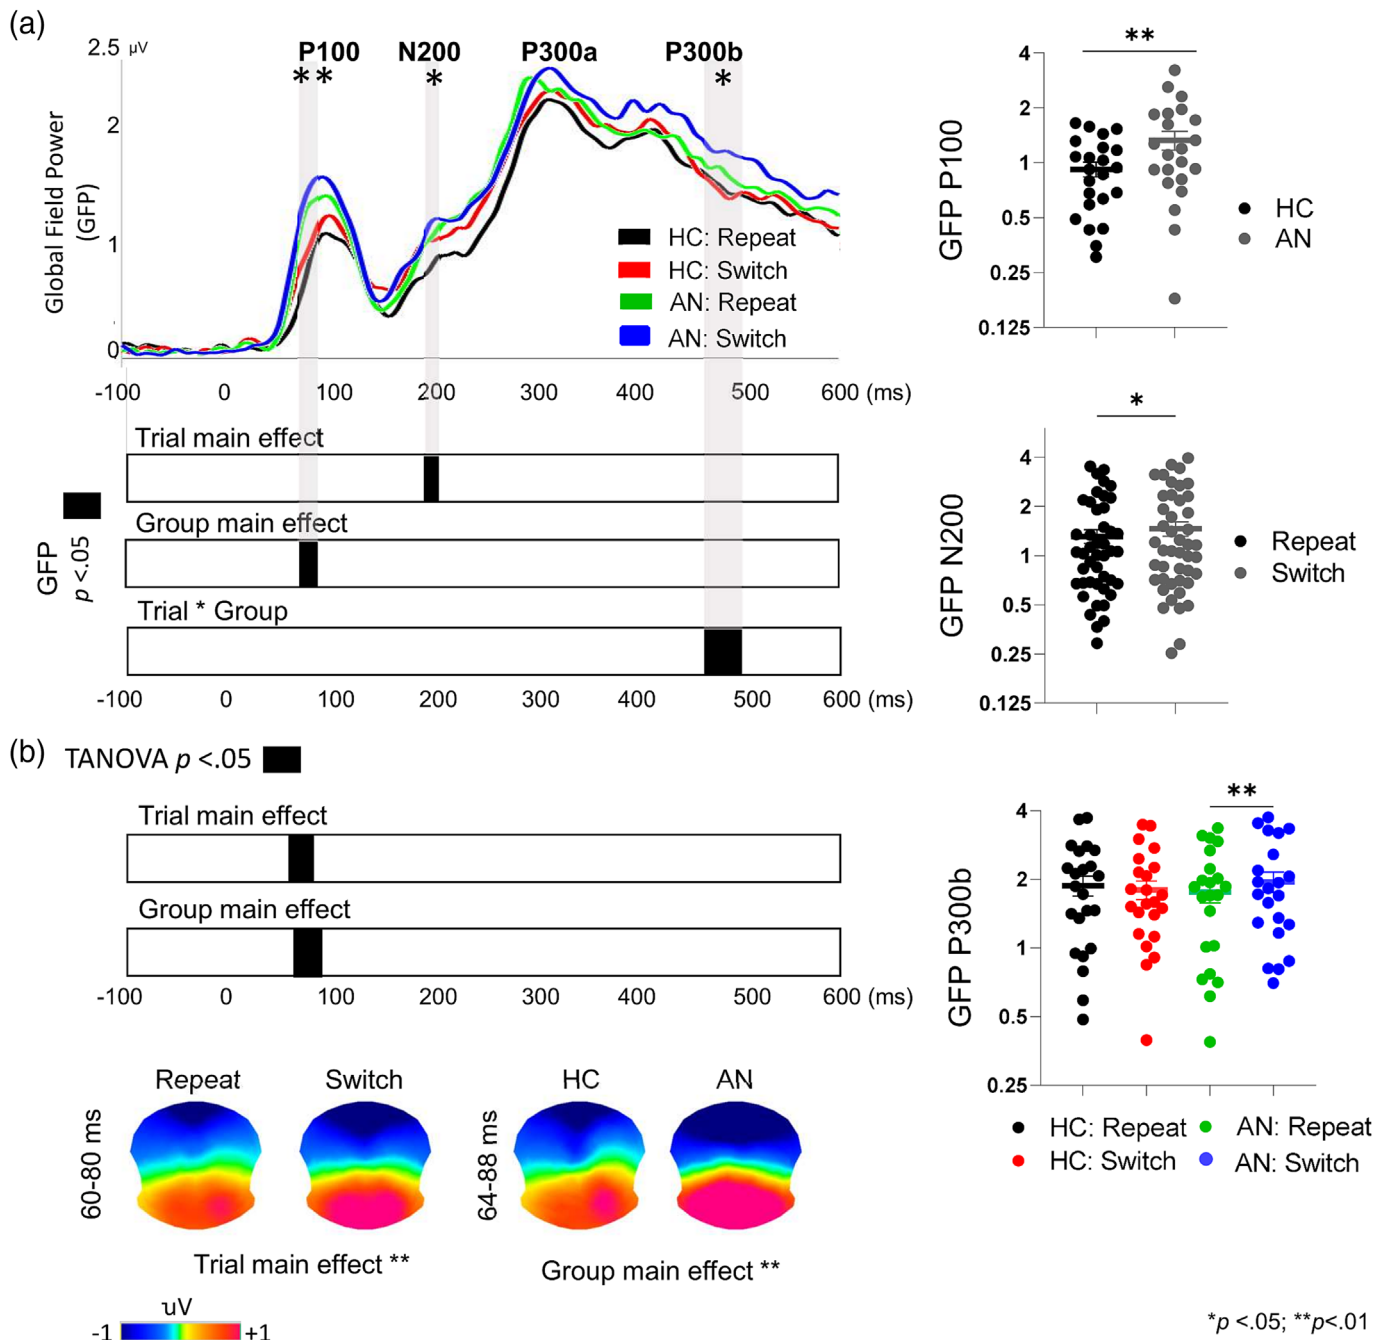 (a)
2.5 µV
P100
N200
P300a
P300b
** * *
2
1
0
Global Field Power
(GFP)
HC: Repeat
HC: Switch
AN: Repeat
AN: Switch
-100 0 100 200 300 400 500 600 (ms)
Trial main effect
Group main effect
Trial * Group
GFP
p <.05
-100 0 100 200 300 400 500 600 (ms)
**
GFP P100
4
2
1
0.5
0.25
0.125
HC
AN
*
GFP N200
4
2
1
0.5
0.25
0.125
Repeat
Switch
(b)
TANOVA p <.05
Trial main effect
Group main effect
-100 0 100 200 300 400 500 600 (ms)
**
GFP P300b
4
2
1
0.5
0.25
HC: Repeat
AN: Repeat
HC: Switch
AN: Switch
Repeat Switch HC AN
60-80 ms
64-88 ms
Trial main effect **
Group main effect **
uV
-1 +1
*p <.05; **p<.01